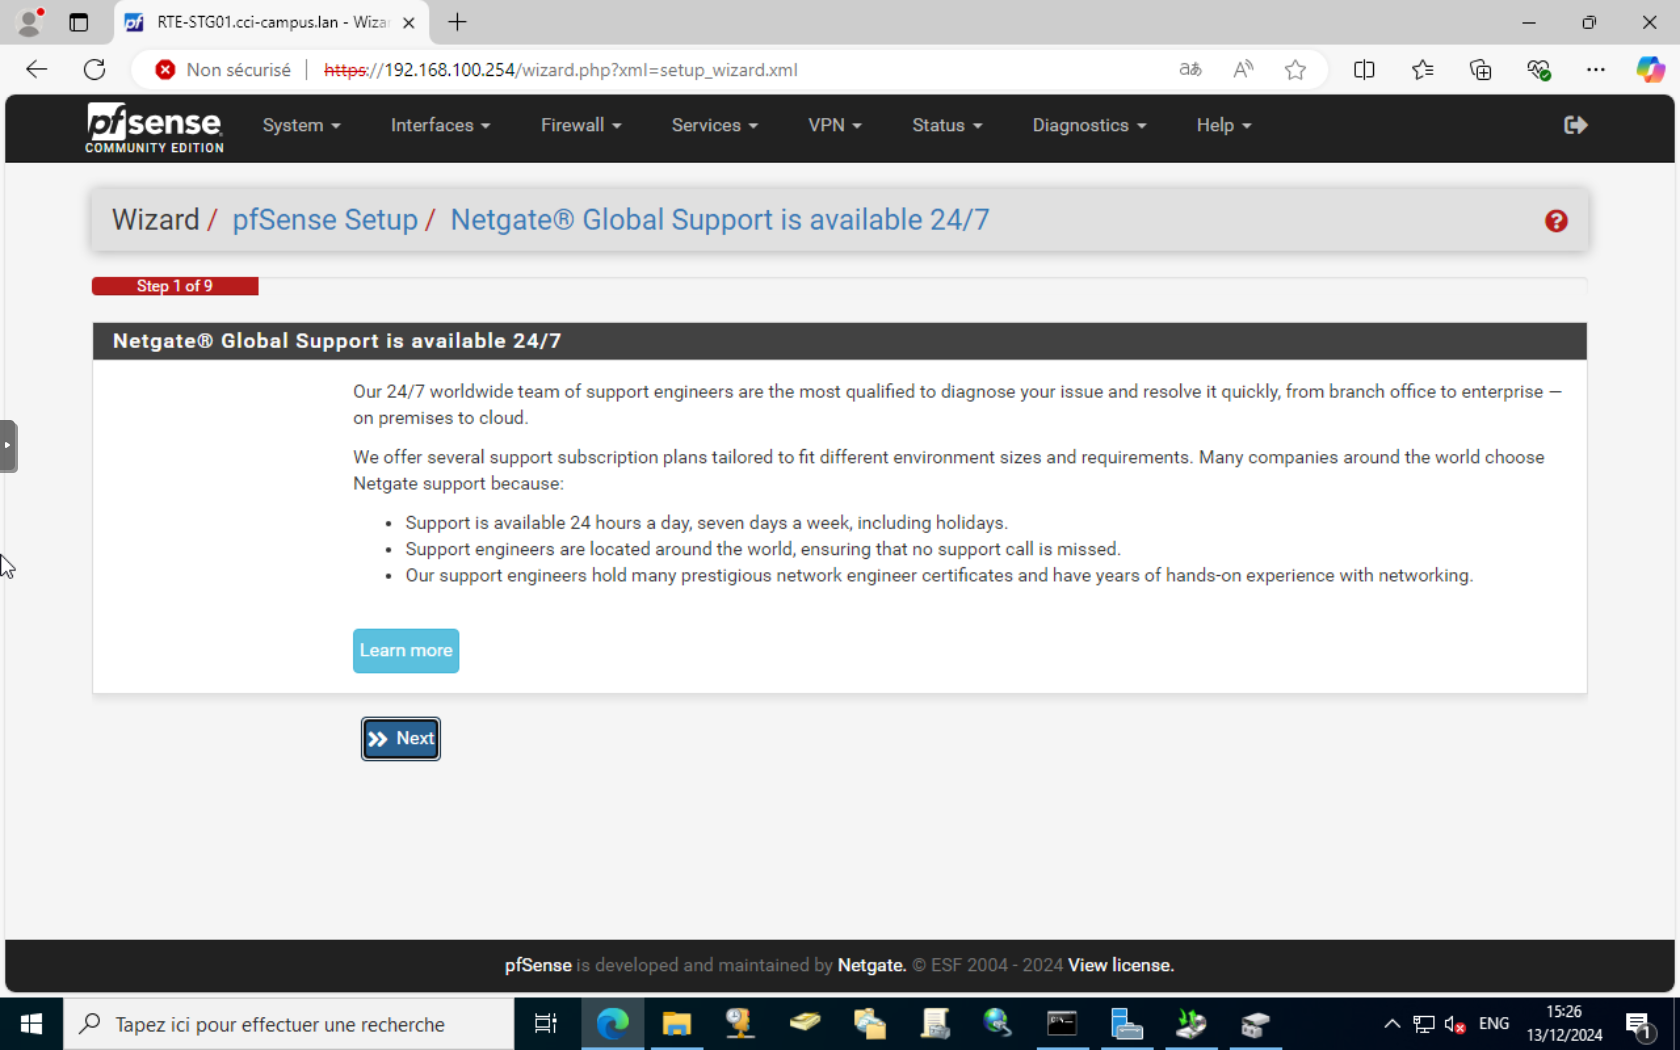 RTE-STG01.cci-campus.lan - Wiza
Non sécurisé
https://192.168.100.254/wizard.php?xml=setup_wizard.xml
aあ
A
pfsense
COMMUNITY EDITION
System
Interfaces
Firewall
Services
VPN
Status
Diagnostics
Help
Wizard / pfSense Setup / Netgate® Global Support is available 24/7
Step 1 of 9
Netgate® Global Support is available 24/7
Our 24/7 worldwide team of support engineers are the most qualified to diagnose your issue and resolve it quickly, from branch office to enterprise —
on premises to cloud.
We offer several support subscription plans tailored to fit different environment sizes and requirements. Many companies around the world choose
Netgate support because:
• Support is available 24 hours a day, seven days a week, including holidays.
• Support engineers are located around the world, ensuring that no support call is missed.
• Our support engineers hold many prestigious network engineer certificates and have years of hands-on experience with networking.
Learn more
Next
pfSense is developed and maintained by Netgate. © ESF 2004 - 2024 View license.
Tapez ici pour effectuer une recherche
ENG
15:26
13/12/2024
1